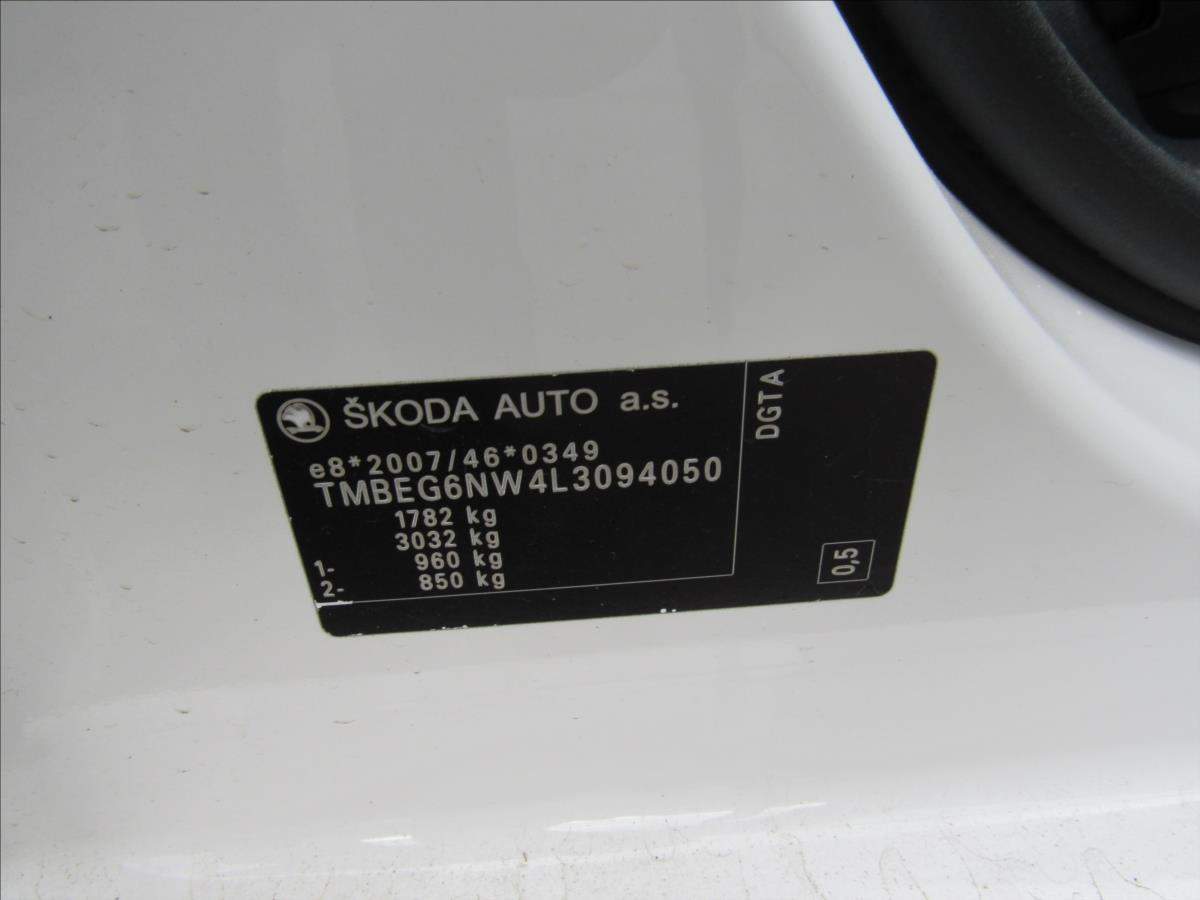 ŠKODA AUTO a.s.
e8*2007/46*0349
TMBEG6NW4L3094050
1782 kg
3032 kg
1- 960 kg
2- 850 kg
DGTA
0,5